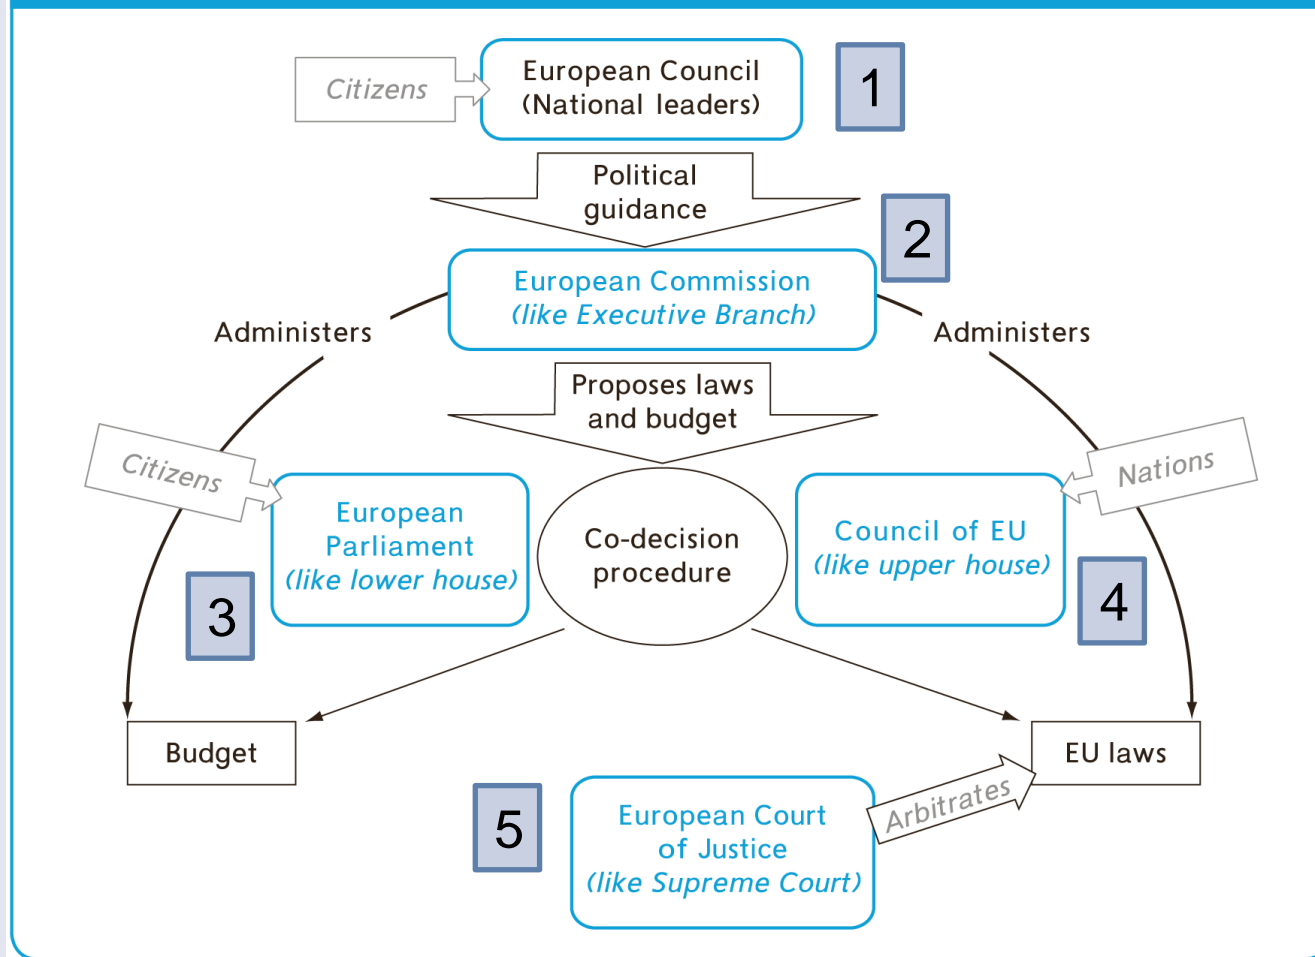 Citizens
European Council
(National leaders)
1
Political
guidance
2
European Commission
(like Executive Branch)
Administers
Administers
Proposes laws
and budget
Citizens
Nations
European
Parliament
(like lower house)
Co-decision
procedure
Council of EU
(like upper house)
3
4
Budget
EU laws
5
European Court
of Justice
(like Supreme Court)
Arbitrates